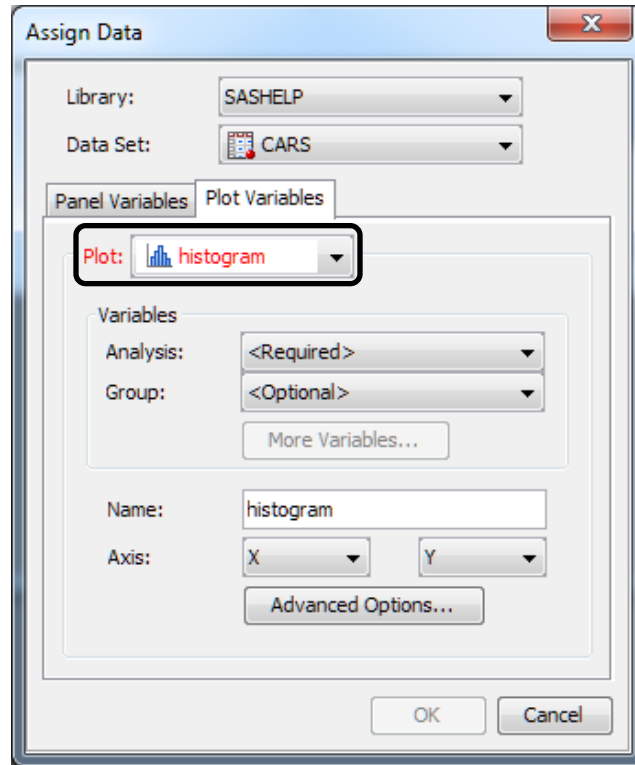 Assign Data
Library: SASHELP
Data Set: CARS
Panel Variables Plot Variables
Plot: histogram
Variables
Analysis: <Required>
Group: <Optional>
More Variables...
Name: histogram
Axis: X Y
Advanced Options...
OK Cancel